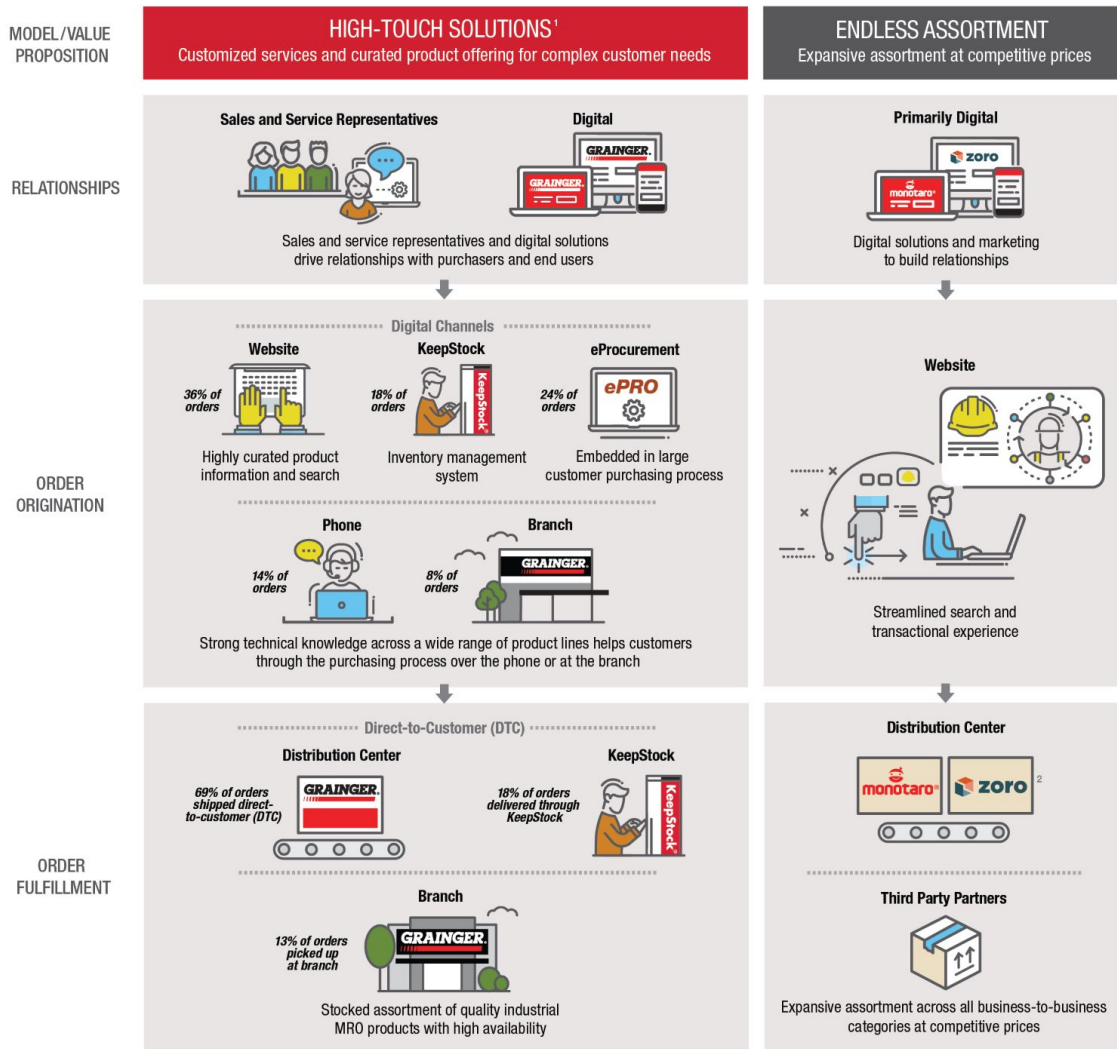 MODEL/VALUE
PROPOSITION
HIGH-TOUCH SOLUTIONS¹
Customized services and curated product offering for complex customer needs
ENDLESS ASSORTMENT
Expansive assortment at competitive prices
RELATIONSHIPS
Sales and Service Representatives
Digital
GRAINGER.
GRAINGER.
Sales and service representatives and digital solutions
drive relationships with purchasers and end users
Primarily Digital
zoro
monotaro
Digital solutions and marketing
to build relationships
ORDER
ORIGINATION
Digital Channels
Website
36% of
orders
Highly curated product
information and search
KeepStock
18% of
orders
KeepStock
Inventory management
system
eProcurement
24% of
orders
ePRO
Embedded in large
customer purchasing process
Phone
14% of
orders
Branch
8% of
orders
GRAINGER.
Strong technical knowledge across a wide range of product lines helps customers
through the purchasing process over the phone or at the branch
Website
Streamlined search and
transactional experience
ORDER
FULFILLMENT
Direct-to-Customer (DTC)
Distribution Center
69% of orders
shipped direct-
to-customer (DTC)
GRAINGER.
KeepStock
18% of orders
delivered through
KeepStock
KeepStock
Branch
13% of orders
picked up
at branch
GRAINGER.
Stocked assortment of quality industrial
MRO products with high availability
Distribution Center
monotaro
zoro
2
Third Party Partners
Expansive assortment across all business-to-business
categories at competitive prices